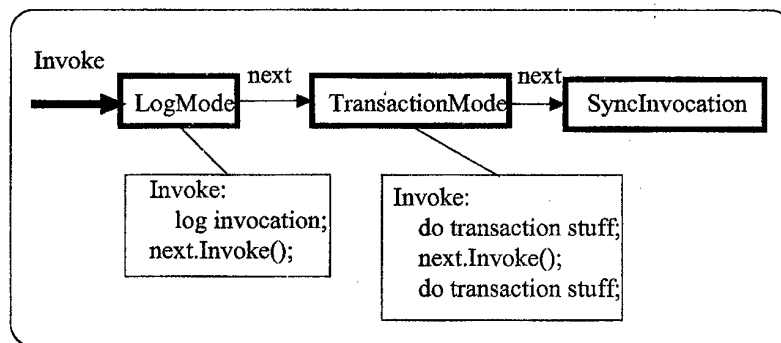 Invoke
next
next
LogMode
TransactionMode
SyncInvocation
Invoke:
log invocation;
next.Invoke();
Invoke:
do transaction stuff;
next.Invoke();
do transaction stuff;